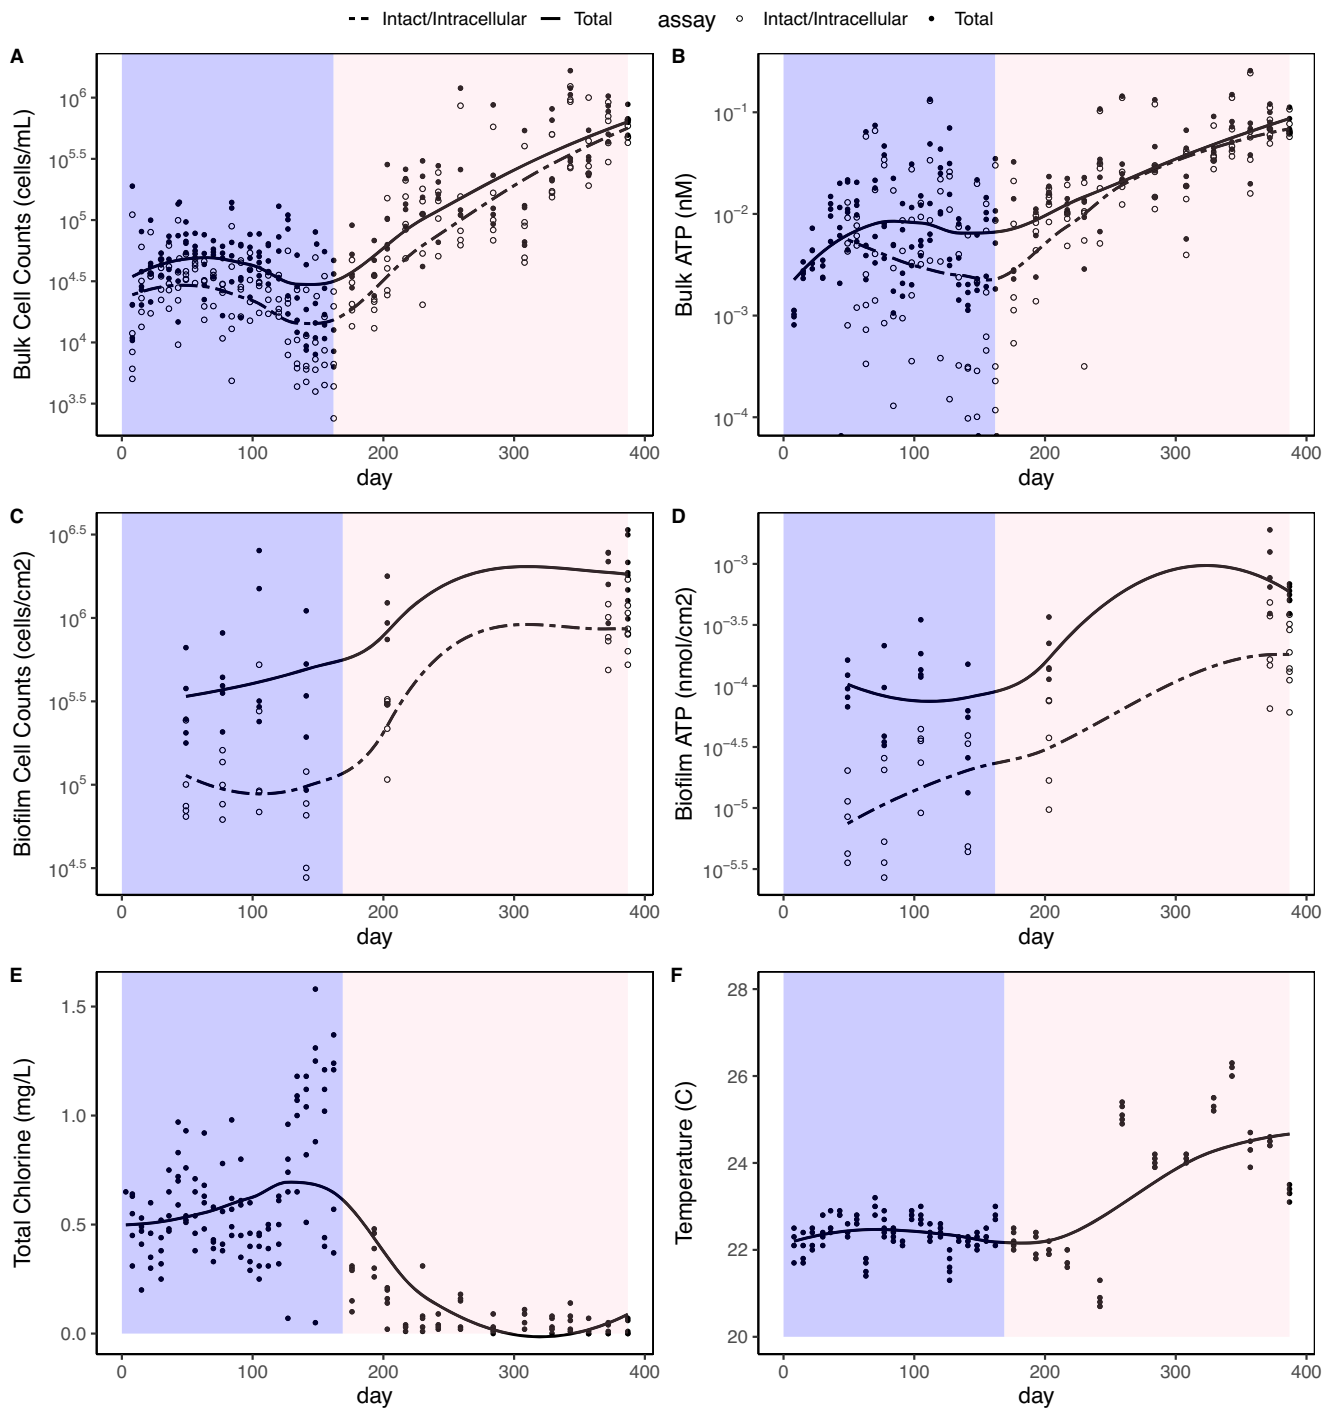 Intact/Intracellular Total assay Intact/Intracellular Total
A
Bulk Cell Counts (cells/mL)
10^6
10^5.5
10^5
10^4.5
10^4
10^3.5
0 100 200 300 400
day
B
Bulk ATP (nM)
10^−1
10^−2
10^−3
10^−4
0 100 200 300 400
day
C
Biofilm Cell Counts (cells/cm2)
10^6.5
10^6
10^5.5
10^5
10^4.5
0 100 200 300 400
day
D
Biofilm ATP (nmol/cm2)
10^−3
10^−3.5
10^−4
10^−4.5
10^−5
10^−5.5
0 100 200 300 400
day
E
Total Chlorine (mg/L)
1.5
1.0
0.5
0.0
0 100 200 300 400
day
F
Temperature (C)
28
26
24
22
20
0 100 200 300 400
day